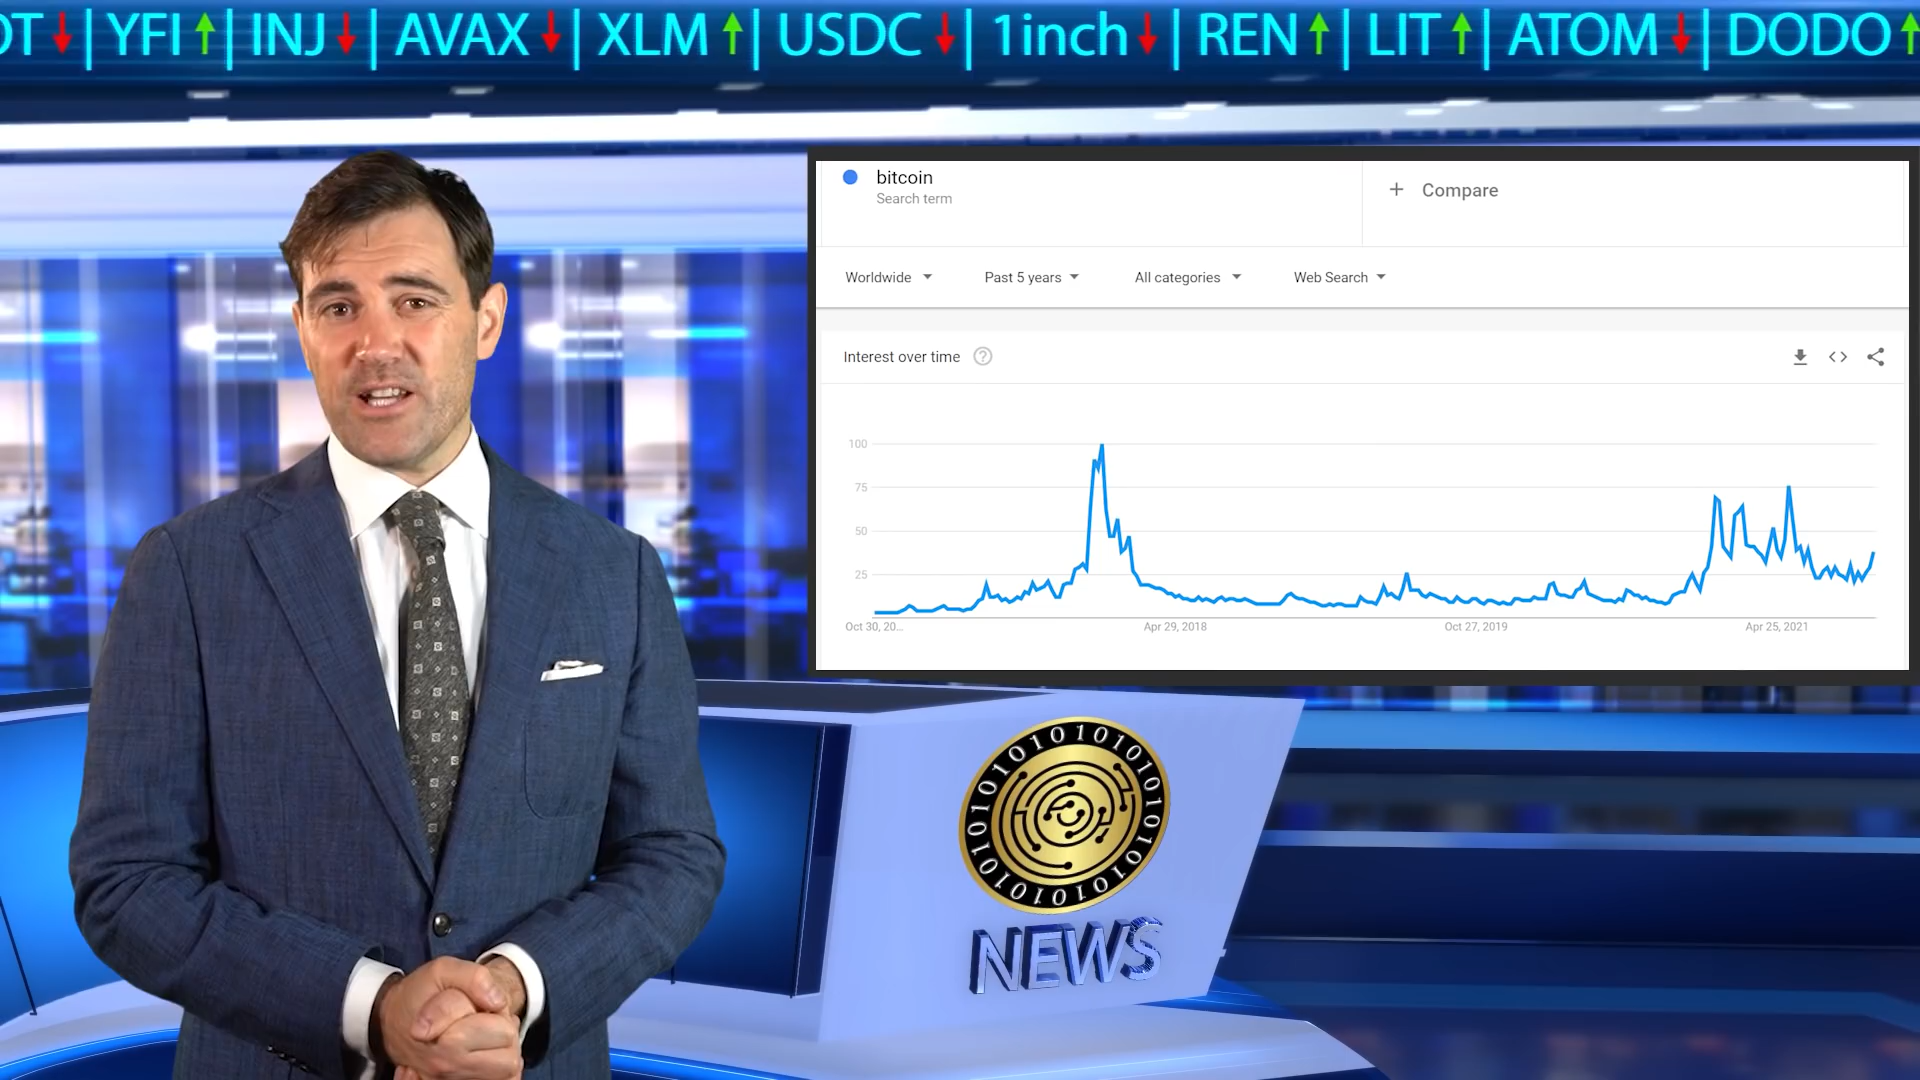 OT | YFI | INJ | AVAX | XLM | USDC | 1inch | REN | LIT | ATOM | DODO
bitcoin
Search term
+ Compare
Worldwide Past 5 years All categories Web Search
Interest over time ?
100
75
50
25
Oct 30, 20... Apr 29, 2018 Oct 27, 2019 Apr 25, 2021
1010101010101010101010101010
NEWS